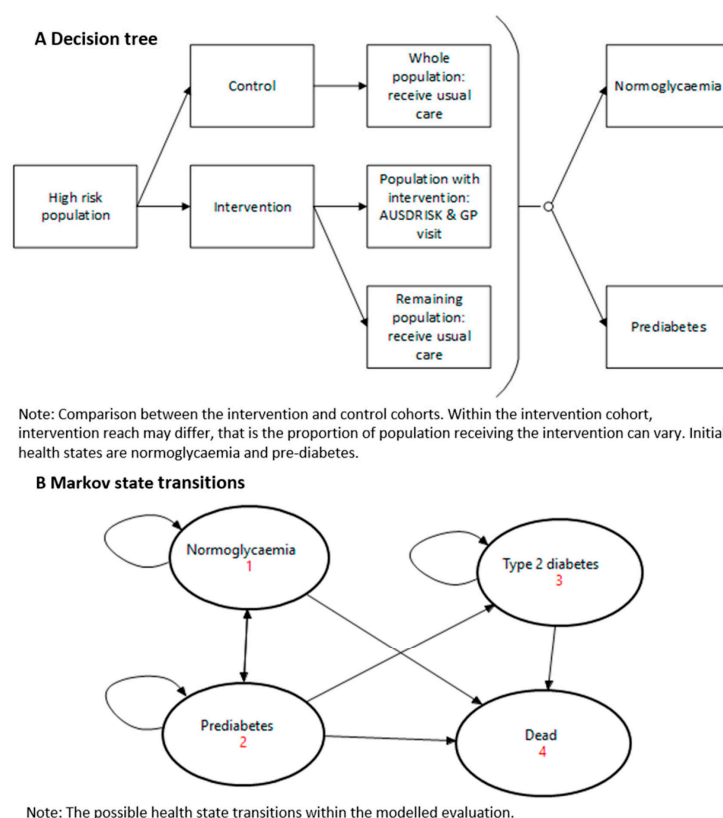 A Decision tree
High risk
population
Control
Intervention
Whole
population:
receive usual
care
Population with
intervention:
AUSDRISK & GP
visit
Remaining
population:
receive usual
care
Normoglycaemia
Prediabetes
Note: Comparison between the intervention and control cohorts. Within the intervention cohort,
intervention reach may differ, that is the proportion of population receiving the intervention can vary. Initial
health states are normoglycaemia and pre-diabetes.
B Markov state transitions
Normoglycaemia
1
Type 2 diabetes
3
Prediabetes
2
Dead
4
Note: The possible health state transitions within the modelled evaluation.